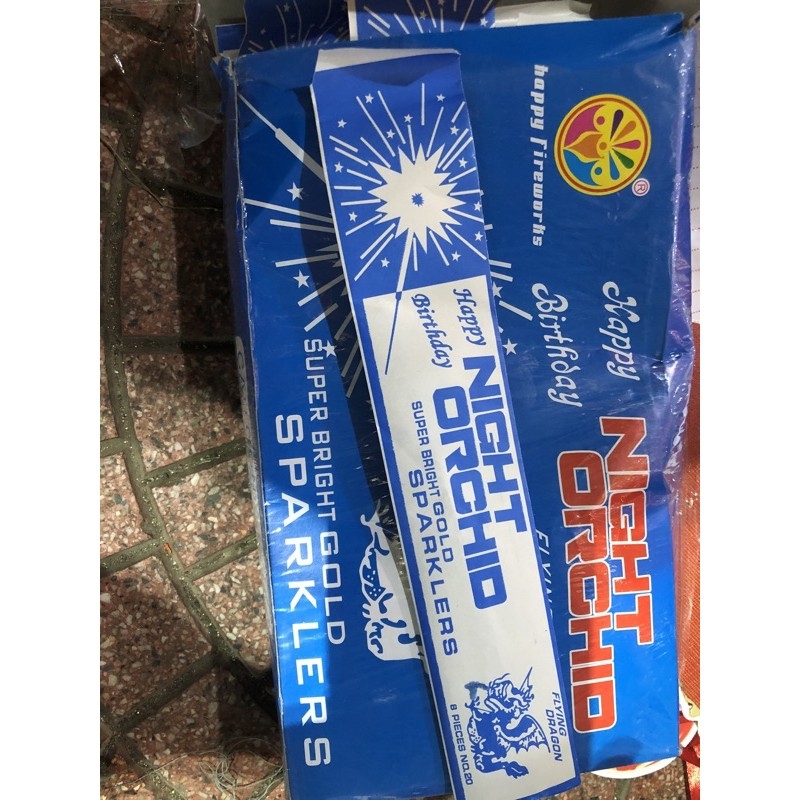 happy Fireworks
®
Happy
Birthday
NIGHT
ORCHID
SUPER BRIGHT GOLD
SPARKLERS
Happy
Birthday
NIGHT
ORCHID
SUPER BRIGHT GOLD
SPARKLERS
FLYING
DRAGON
8 PIECES NO.20